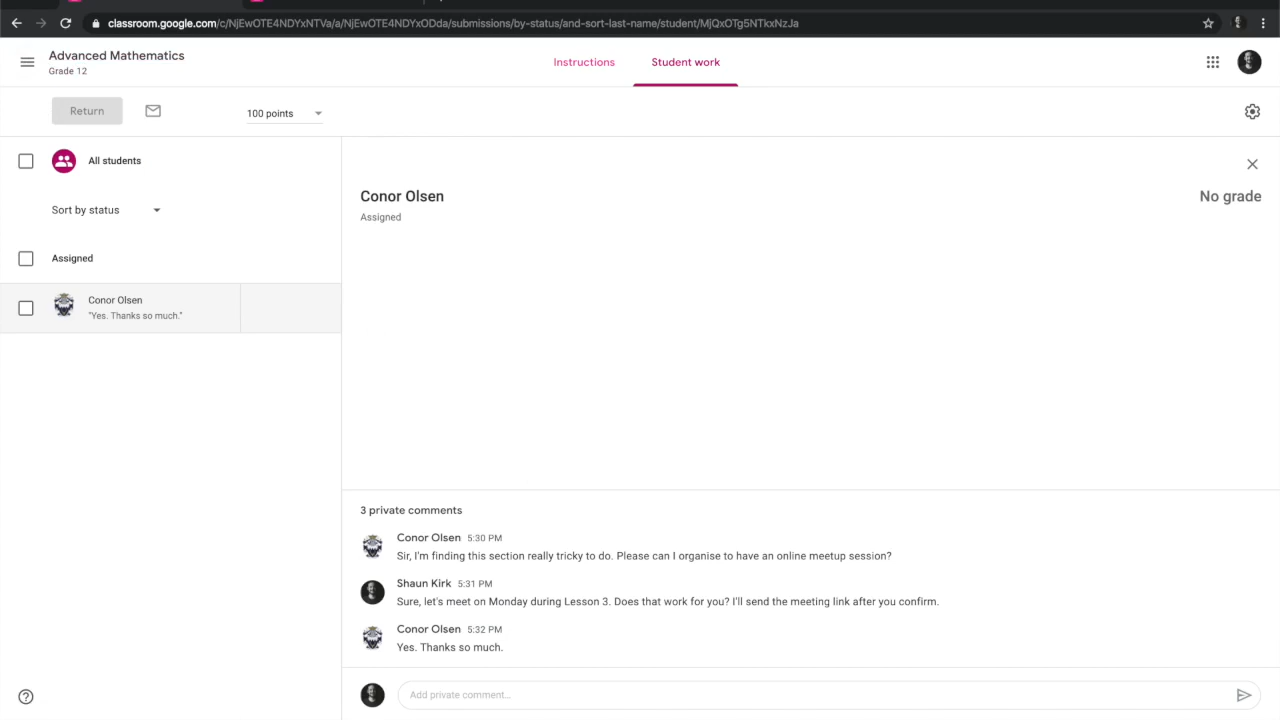 classroom.google.com/c/NjEwOTE4NDYxNTVa/a/NjEwOTE4NDYxODda/submissions/by-status/and-sort-last-name/student/MjQxOTg5NTkxNzJa
Advanced Mathematics
Grade 12
Instructions
Student work
Return
100 points
All students
Sort by status
Assigned
Conor Olsen
"Yes. Thanks so much."
Conor Olsen
Assigned
No grade
3 private comments
Conor Olsen 5:30 PM
Sir, I'm finding this section really tricky to do. Please can I organise to have an online meetup session?
Shaun Kirk 5:31 PM
Sure, let's meet on Monday during Lesson 3. Does that work for you? I'll send the meeting link after you confirm.
Conor Olsen 5:32 PM
Yes. Thanks so much.
Add private comment...